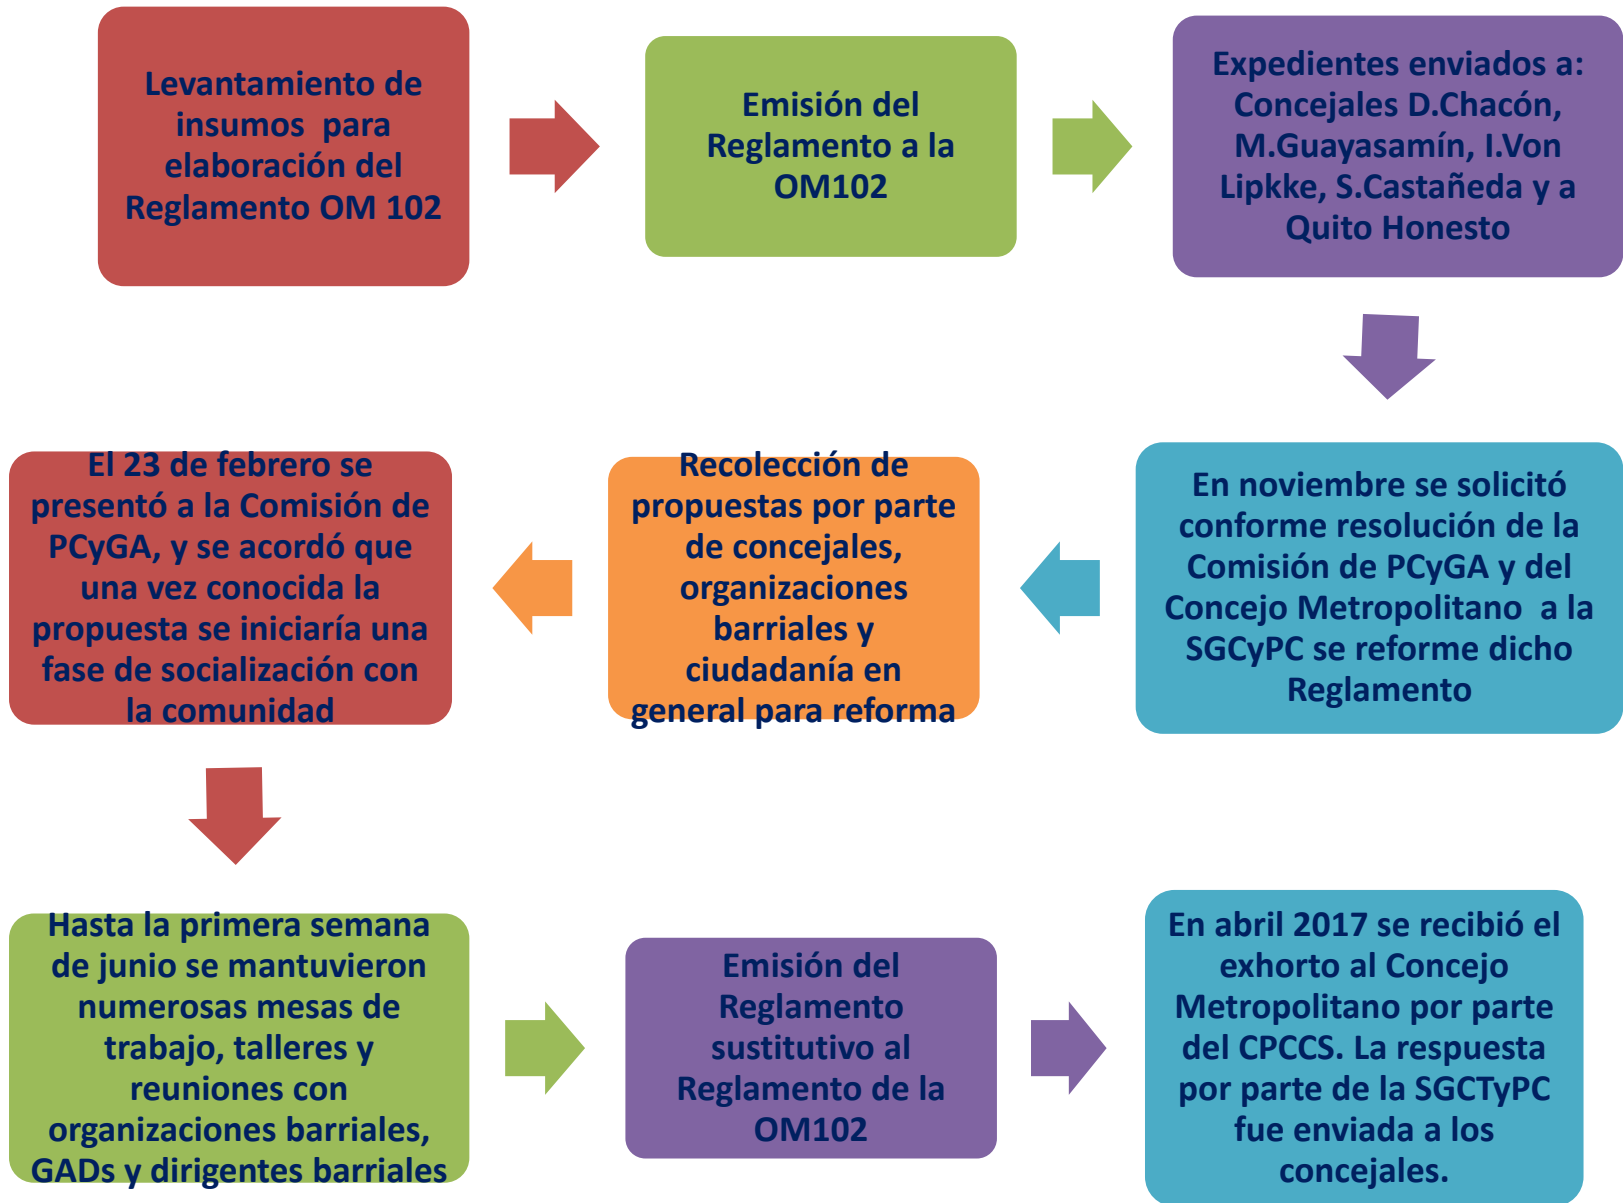 Levantamiento de
insumos para
elaboración del
Reglamento OM 102
Emisión del
Reglamento a la
OM102
Expedientes enviados a:
Concejales D.Chacón,
M.Guayasamín, I.Von
Lipkke, S.Castañeda y a
Quito Honesto
En noviembre se solicitó
conforme resolución de la
Comisión de PCyGA y del
Concejo Metropolitano a la
SGCyPC se reforme dicho
Reglamento
Recolección de
propuestas por parte
de concejales,
organizaciones
barriales y
ciudadanía en
general para reforma
El 23 de febrero se
presentó a la Comisión de
PCyGA, y se acordó que
una vez conocida la
propuesta se iniciaría una
fase de socialización con
la comunidad
Hasta la primera semana
de junio se mantuvieron
numerosas mesas de
trabajo, talleres y
reuniones con
organizaciones barriales,
GADs y dirigentes barriales
Emisión del
Reglamento
sustitutivo al
Reglamento de la
OM102
En abril 2017 se recibió el
exhorto al Concejo
Metropolitano por parte
del CPCCS. La respuesta
por parte de la SGCTyPC
fue enviada a los
concejales.